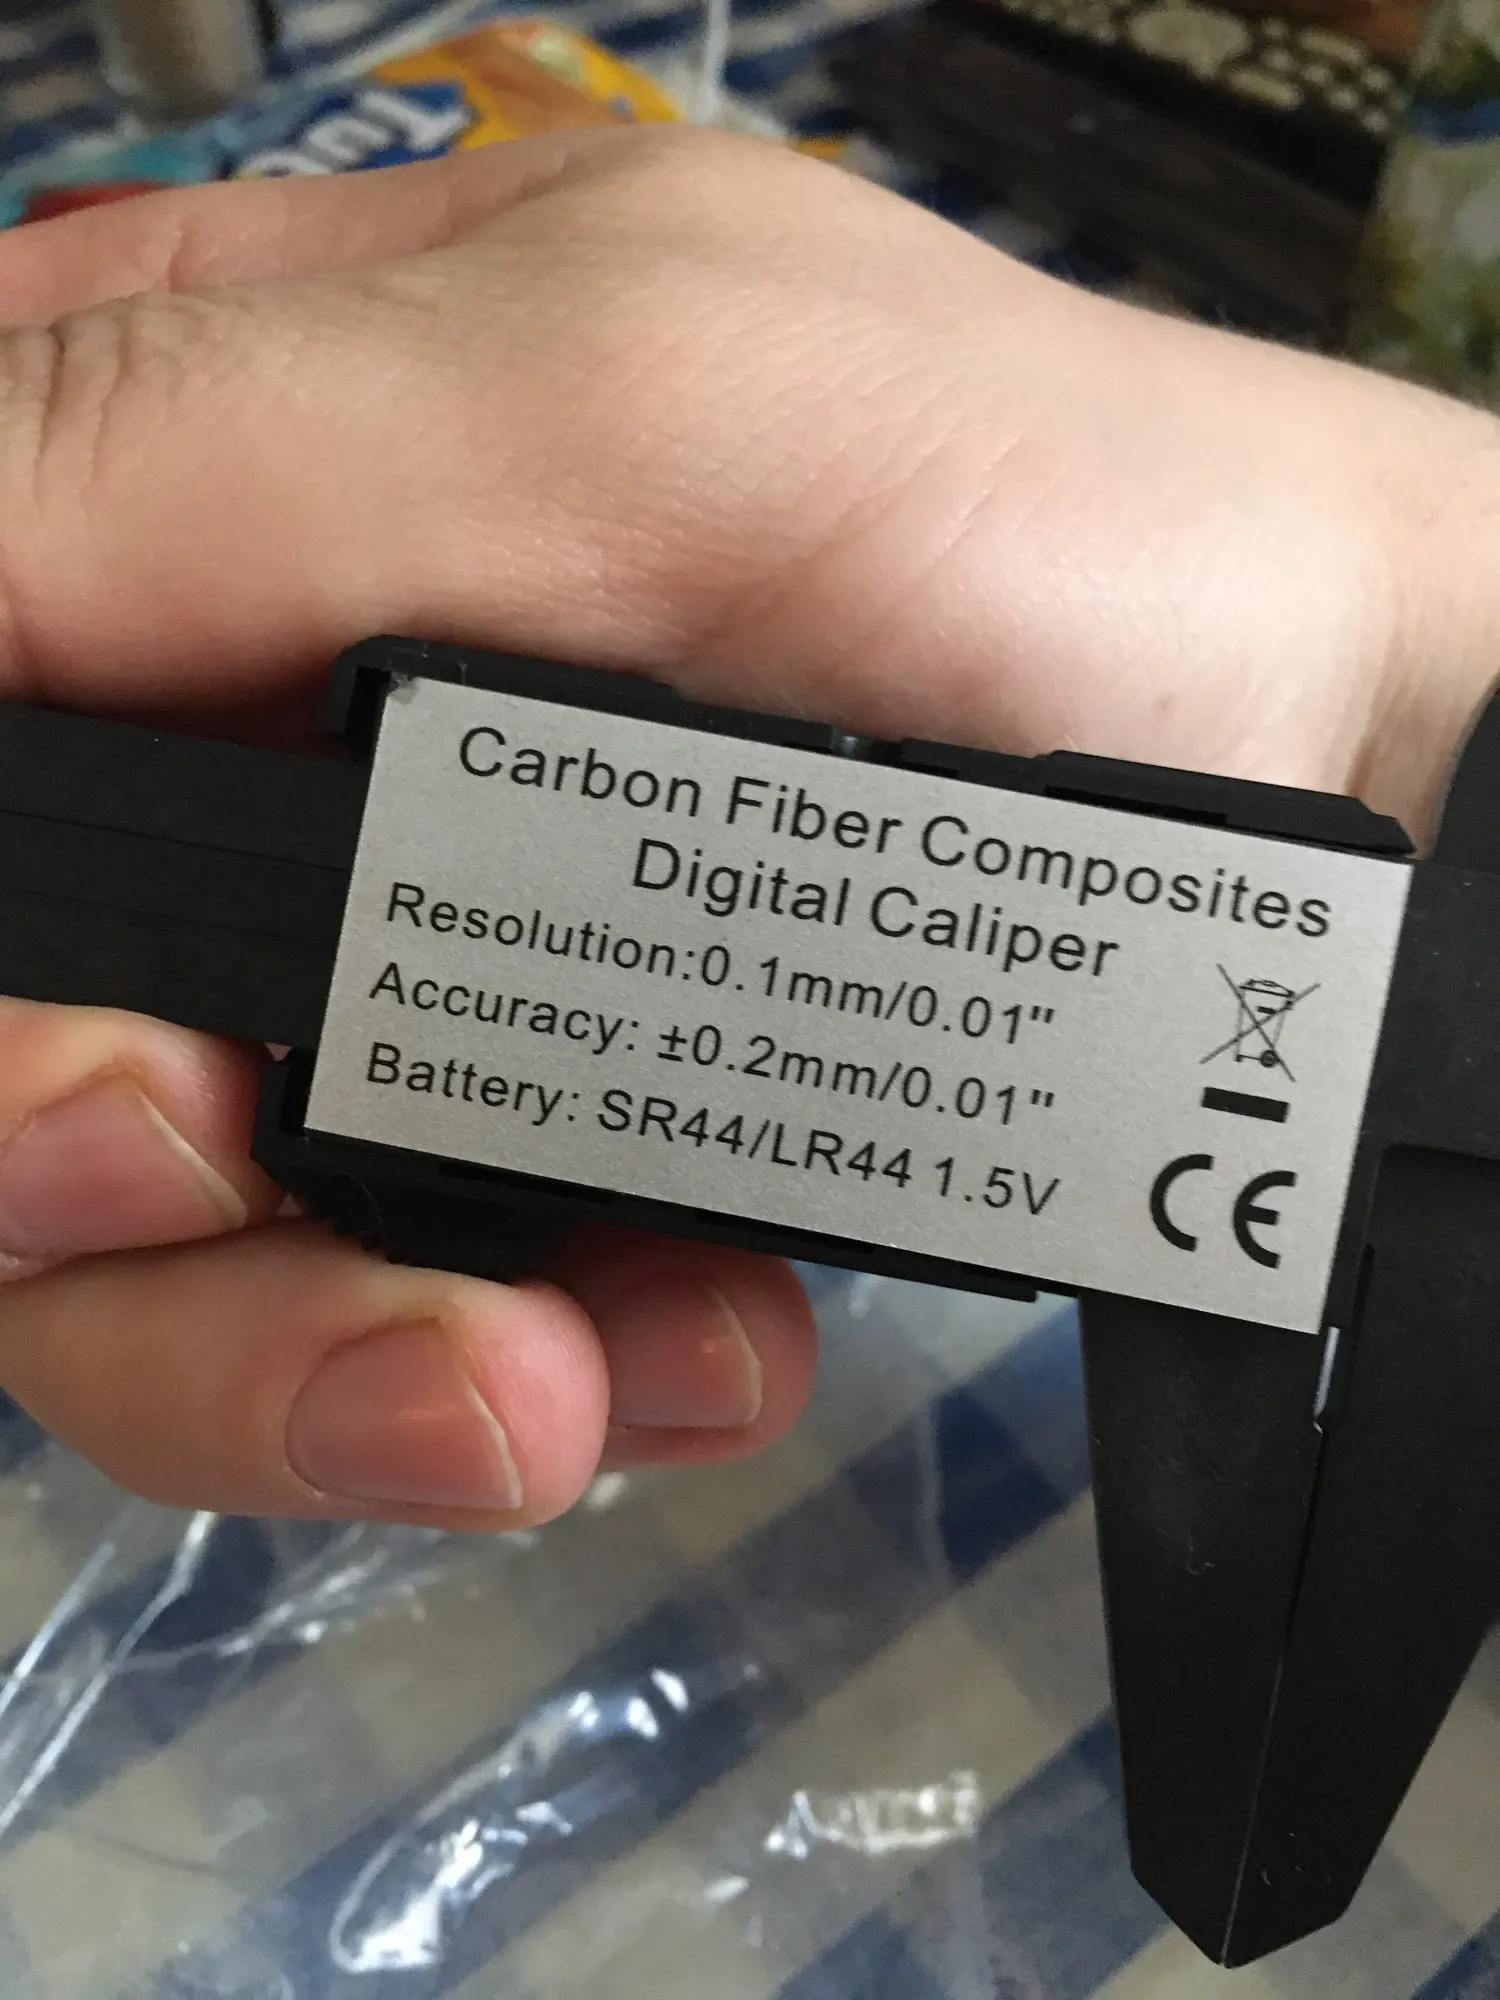 Carbon Fiber Composites
Digital Caliper
Resolution:0.1mm/0.01"
Accuracy: ±0.2mm/0.01"
Battery: SR44/LR44 1.5V
CE